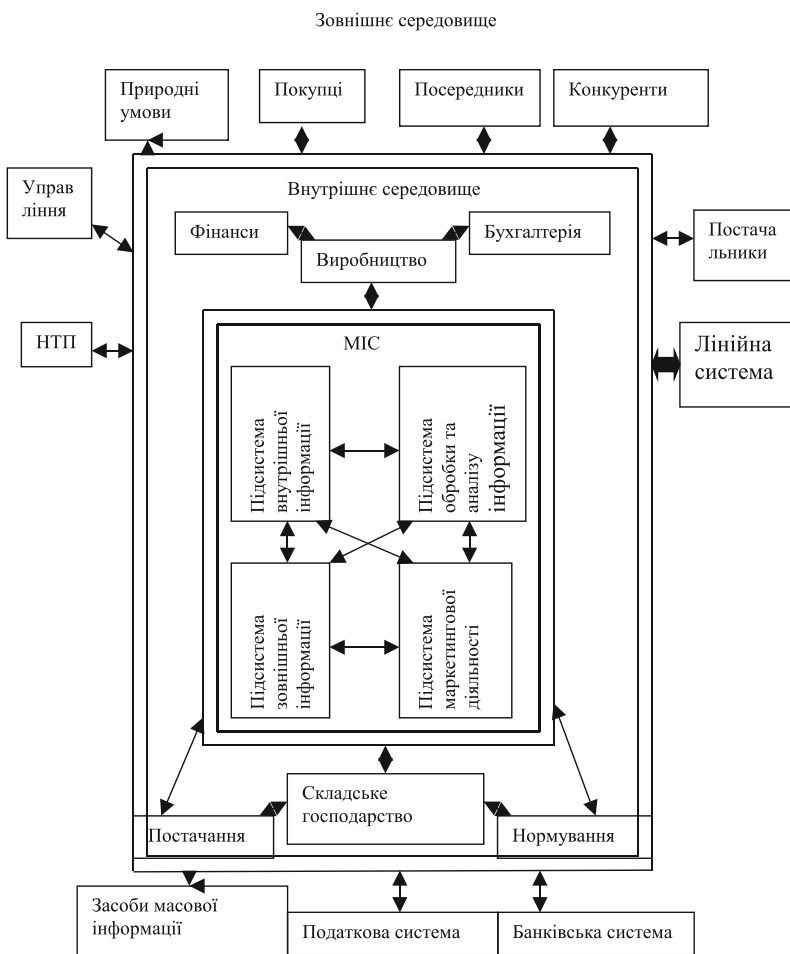 Зовнішнє середовище
Природні
умови
Покупці
Посередники
Конкуренти
Управ
ління
Внутрішнє середовище
Фінанси
Бухгалтерія
Виробництво
Постача
льники
НТП
МІС
Лінійна
система
Підсистема
внутрішньої
інформації
Підсистема
обробки та
аналізу
інформації
Підсистема
зовнішньої
інформації
Підсистема
маркетингової
діяльності
Складське
господарство
Постачання
Нормування
Засоби масової
інформації
Податкова система
Банківська система